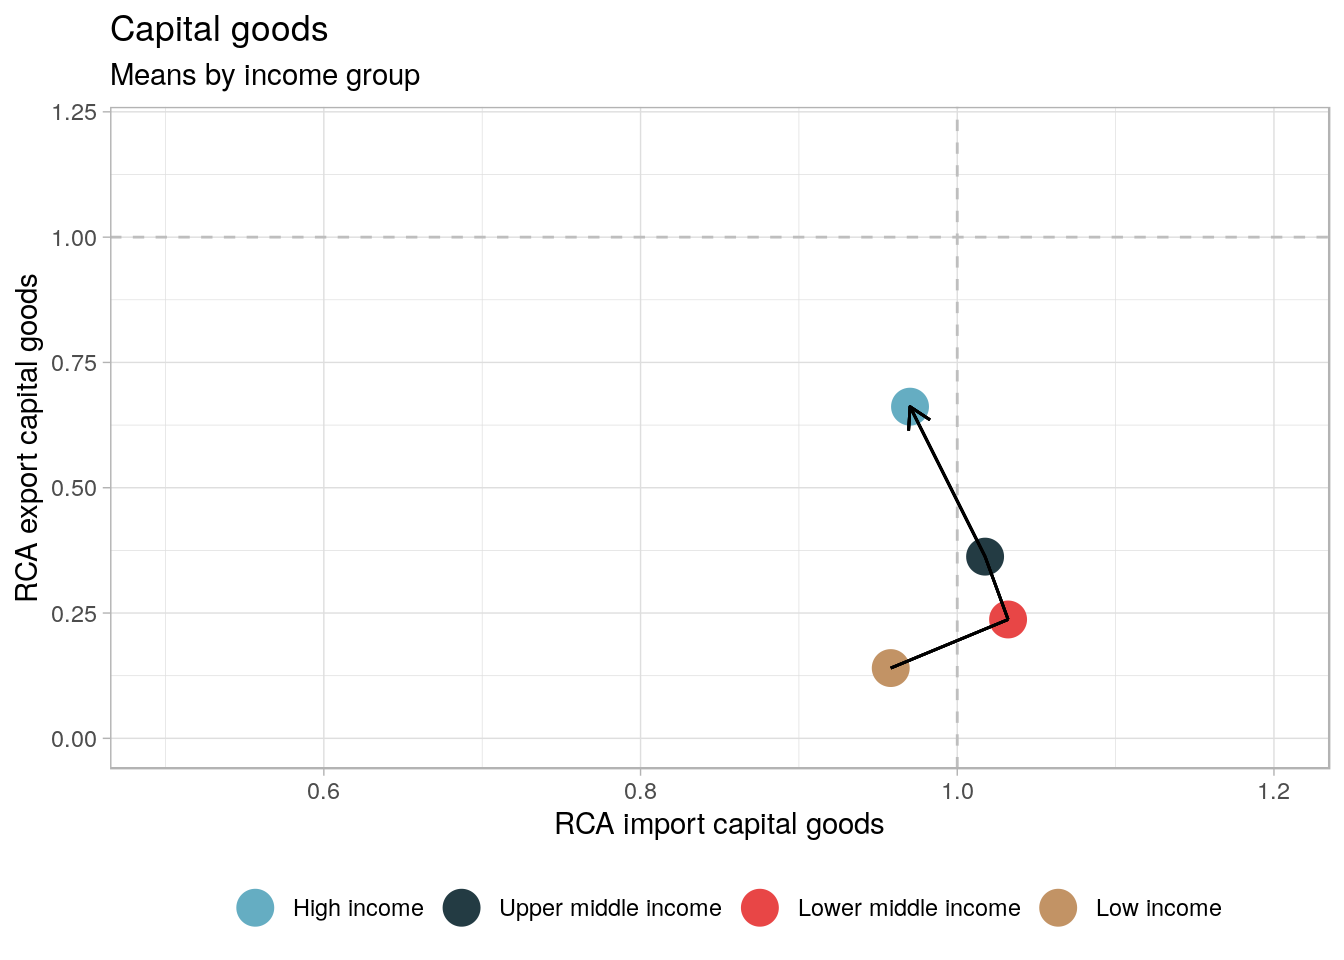 Capital goods
Means by income group
1.25
1.00
0.75
0.50
0.25
0.00
RCA export capital goods
0.6 0.8 1.0 1.2
RCA import capital goods
High income Upper middle income Lower middle income Low income